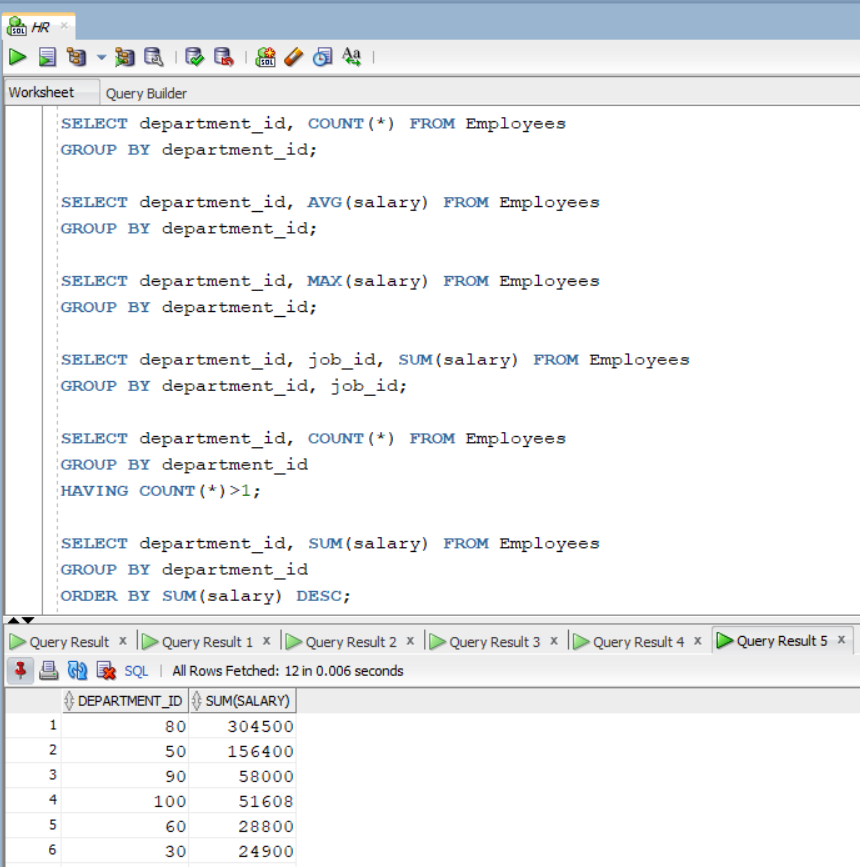 HR
Worksheet Query Builder
SELECT department_id, COUNT(*) FROM Employees
GROUP BY department_id;
SELECT department_id, AVG(salary) FROM Employees
GROUP BY department_id;
SELECT department_id, MAX(salary) FROM Employees
GROUP BY department_id;
SELECT department_id, job_id, SUM(salary) FROM Employees
GROUP BY department_id, job_id;
SELECT department_id, COUNT(*) FROM Employees
GROUP BY department_id
HAVING COUNT(*)>1;
SELECT department_id, SUM(salary) FROM Employees
GROUP BY department_id
ORDER BY SUM(salary) DESC;
Query Result x Query Result 1 x Query Result 2 x Query Result 3 x Query Result 4 x Query Result 5 x
SQL | All Rows Fetched: 12 in 0.006 seconds
DEPARTMENT_ID SUM(SALARY)
1 80 304500
2 50 156400
3 90 58000
4 100 51608
5 60 28800
6 30 24900